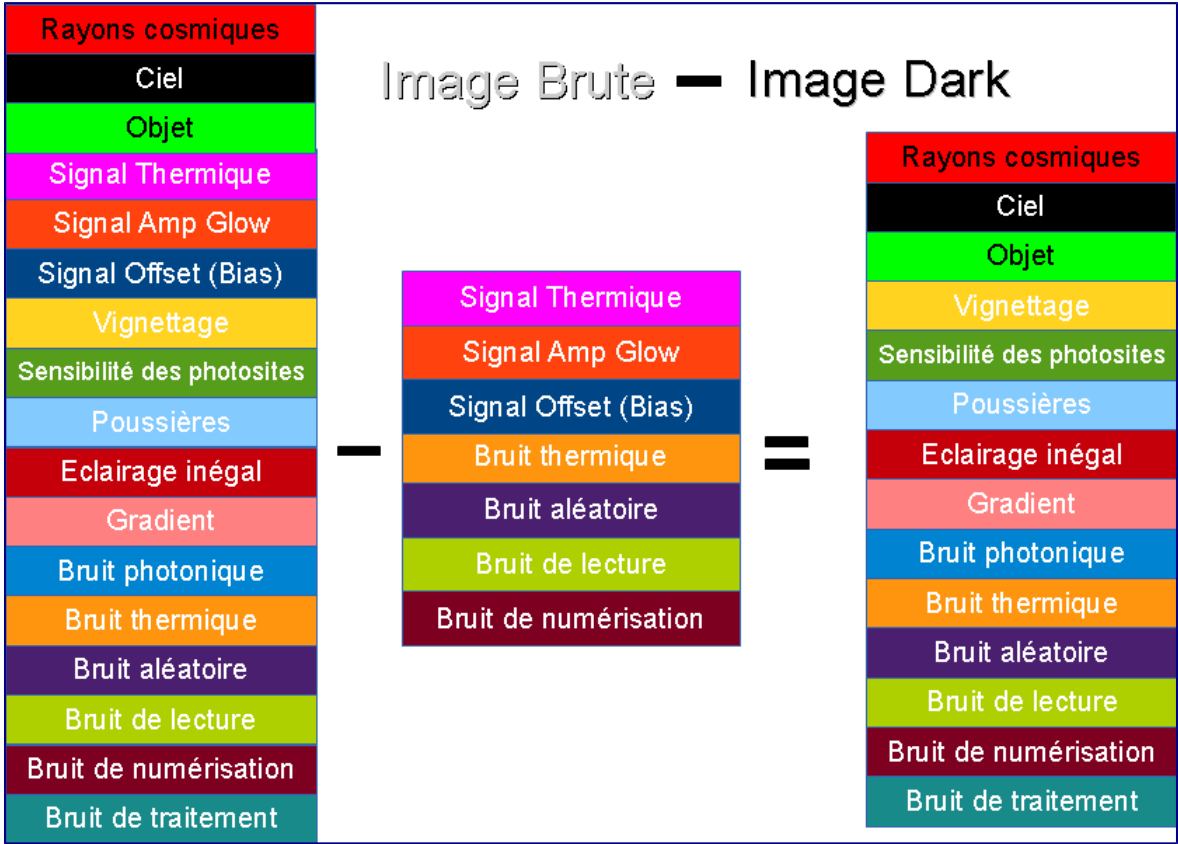 Image Brute - Image Dark
Rayons cosmiques
Ciel
Objet
Signal Thermique
Signal Amp Glow
Signal Offset (Bias)
Vignettage
Sensibilité des photosites
Poussières
Eclairage inégal
Gradient
Bruit photonique
Bruit thermique
Bruit aléatoire
Bruit de lecture
Bruit de numérisation
Bruit de traitement
-
Signal Thermique
Signal Amp Glow
Signal Offset (Bias)
Bruit thermique
Bruit aléatoire
Bruit de lecture
Bruit de numérisation
=
Rayons cosmiques
Ciel
Objet
Vignettage
Sensibilité des photosites
Poussières
Eclairage inégal
Gradient
Bruit photonique
Bruit thermique
Bruit aléatoire
Bruit de lecture
Bruit de numérisation
Bruit de traitement